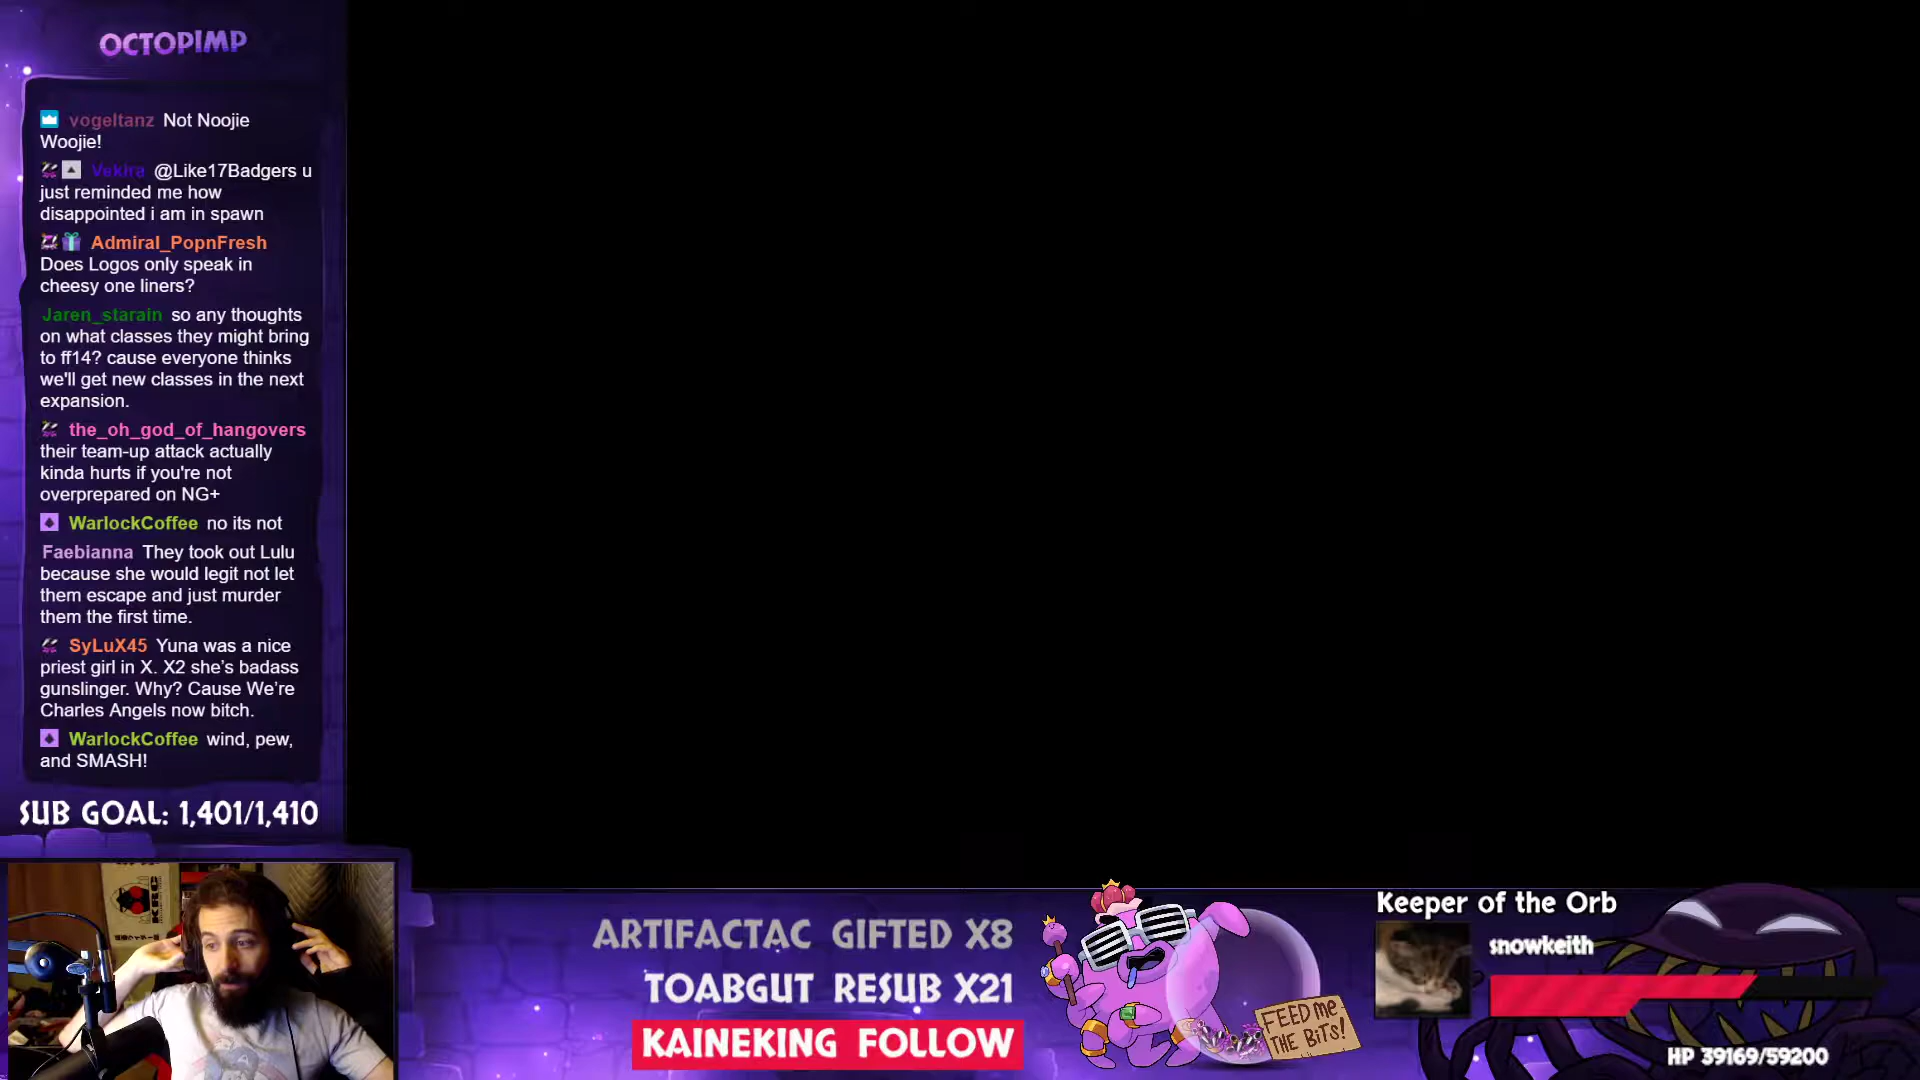 OCTOPIMP
vogeltanz Not Noojie
Woojie!
Vekira @Like17Badgers u
just reminded me how
disappointed i am in spawn
Admiral_PopnFresh
Does Logos only speak in
cheesy one liners?
Jaren_starain so any thoughts
on what classes they might bring
to ff14? cause everyone thinks
we'll get new classes in the next
expansion.
the_oh_god_of_hangovers
their team-up attack actually
kinda hurts if you're not
overprepared on NG+
WarlockCoffee no its not
Faebianna They took out Lulu
because she would legit not let
them escape and just murder
them the first time.
SyLuX45 Yuna was a nice
priest girl in X. X2 she’s badass
gunslinger. Why? Cause We’re
Charles Angels now bitch.
WarlockCoffee wind, pew,
and SMASH!
SUB GOAL: 1,401/1,410
ARTIFACTAC GIFTED X8
TOABGUT RESUB X21
KAINEKING FOLLOW
FEED ME
THE BITS!
Keeper of the Orb
snowkeith
HP 39169/59200